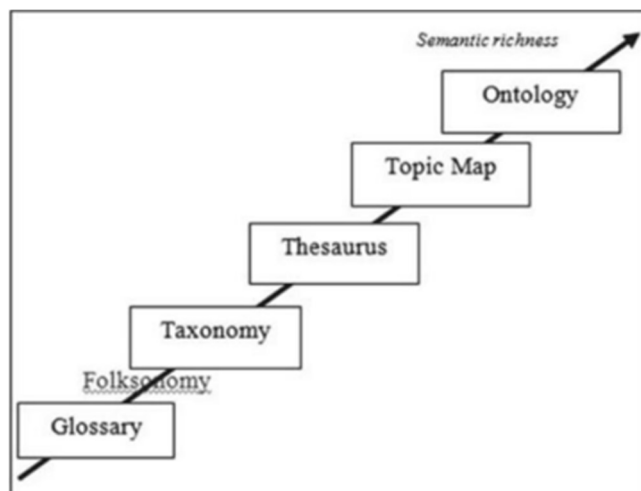 Semantic richness
Ontology
Topic Map
Thesaurus
Taxonomy
Folksonomy
Glossary